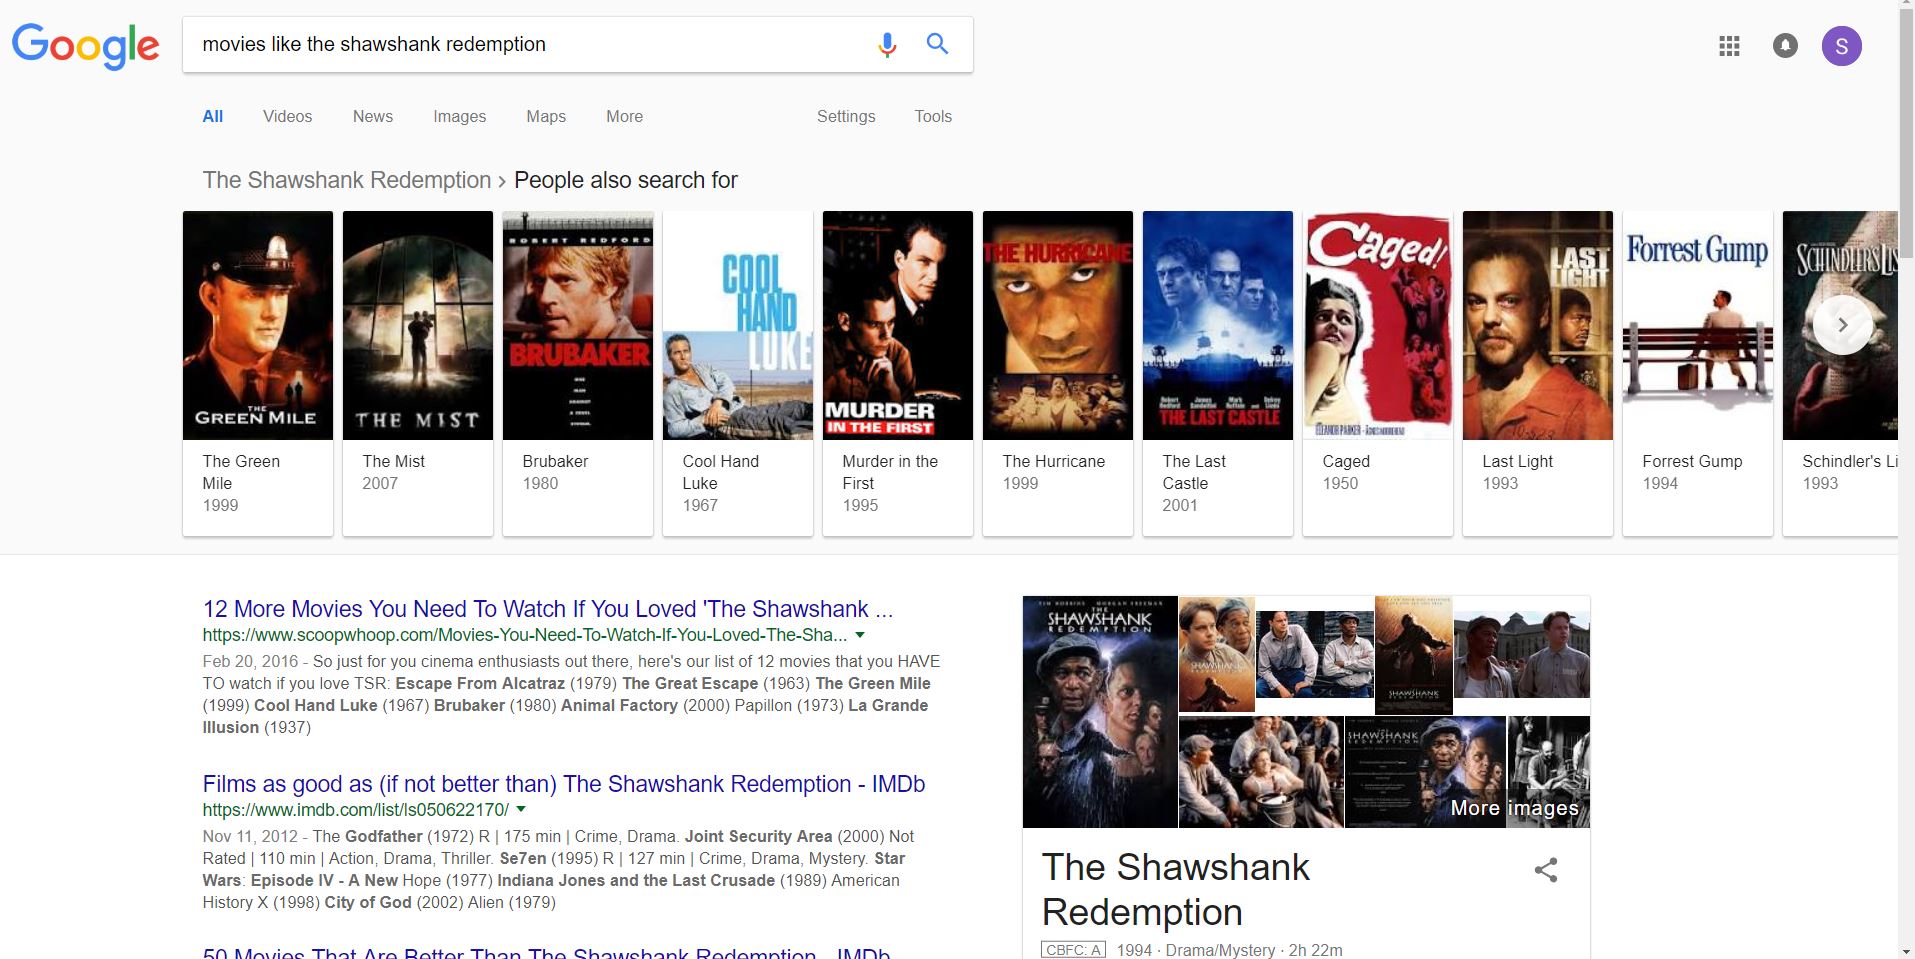 Google
movies like the shawshank redemption
S
All Videos News Images Maps More Settings Tools
The Shawshank Redemption › People also search for
THE GREEN MILE
THE MIST
ROBERT REDFORD
BRUBAKER
COOL HAND LUKE
MURDER IN THE FIRST
THE HURRICANE
THE LAST CASTLE
Caged!
ELEANOR PARKER
LAST LIGHT
Forrest Gump
SCHINDLER'S LIS
The Green Mile
1999
The Mist
2007
Brubaker
1980
Cool Hand Luke
1967
Murder in the First
1995
The Hurricane
1999
The Last Castle
2001
Caged
1950
Last Light
1993
Forrest Gump
1994
Schindler's Li
1993
12 More Movies You Need To Watch If You Loved 'The Shawshank ...
https://www.scoopwhoop.com/Movies-You-Need-To-Watch-If-You-Loved-The-Sha...
Feb 20, 2016 - So just for you cinema enthusiasts out there, here's our list of 12 movies that you HAVE
TO watch if you love TSR: Escape From Alcatraz (1979) The Great Escape (1963) The Green Mile
(1999) Cool Hand Luke (1967) Brubaker (1980) Animal Factory (2000) Papillon (1973) La Grande
Illusion (1937)
Films as good as (if not better than) The Shawshank Redemption - IMDb
https://www.imdb.com/list/ls050622170/
Nov 11, 2012 - The Godfather (1972) R | 175 min | Crime, Drama. Joint Security Area (2000) Not
Rated | 110 min | Action, Drama, Thriller. Se7en (1995) R | 127 min | Crime, Drama, Mystery. Star
Wars: Episode IV - A New Hope (1977) Indiana Jones and the Last Crusade (1989) American
History X (1998) City of God (2002) Alien (1979)
50 Movies That Are Better Than The Shawshank Redemption - IMDb
TIM ROBBINS MORGAN FREEMAN
THE SHAWSHANK REDEMPTION
SHAWSHANK
SHAWSHANK
SHAWSHANK REDEMPTION
More images
The Shawshank
Redemption
CBFC: A 1994 · Drama/Mystery · 2h 22m